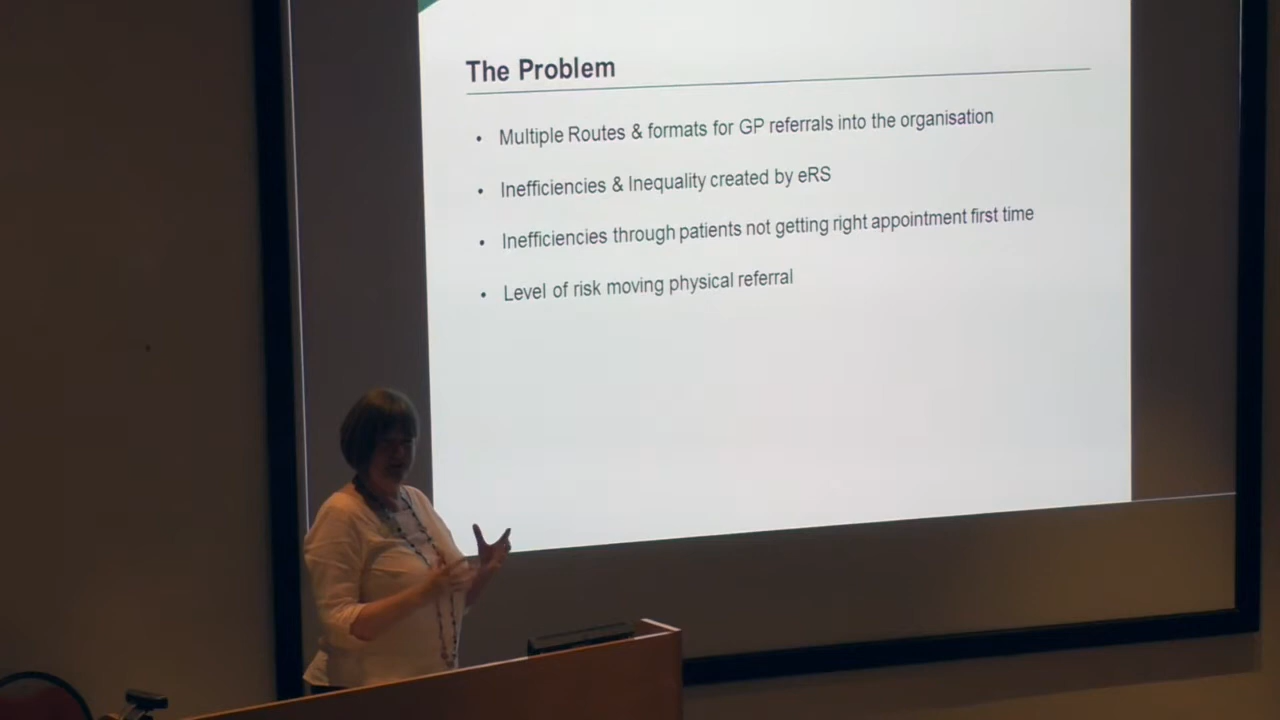 The Problem
• Multiple Routes & formats for GP referrals into the organisation
• Inefficiencies & Inequality created by eRS
• Inefficiencies through patients not getting right appointment first time
• Level of risk moving physical referral